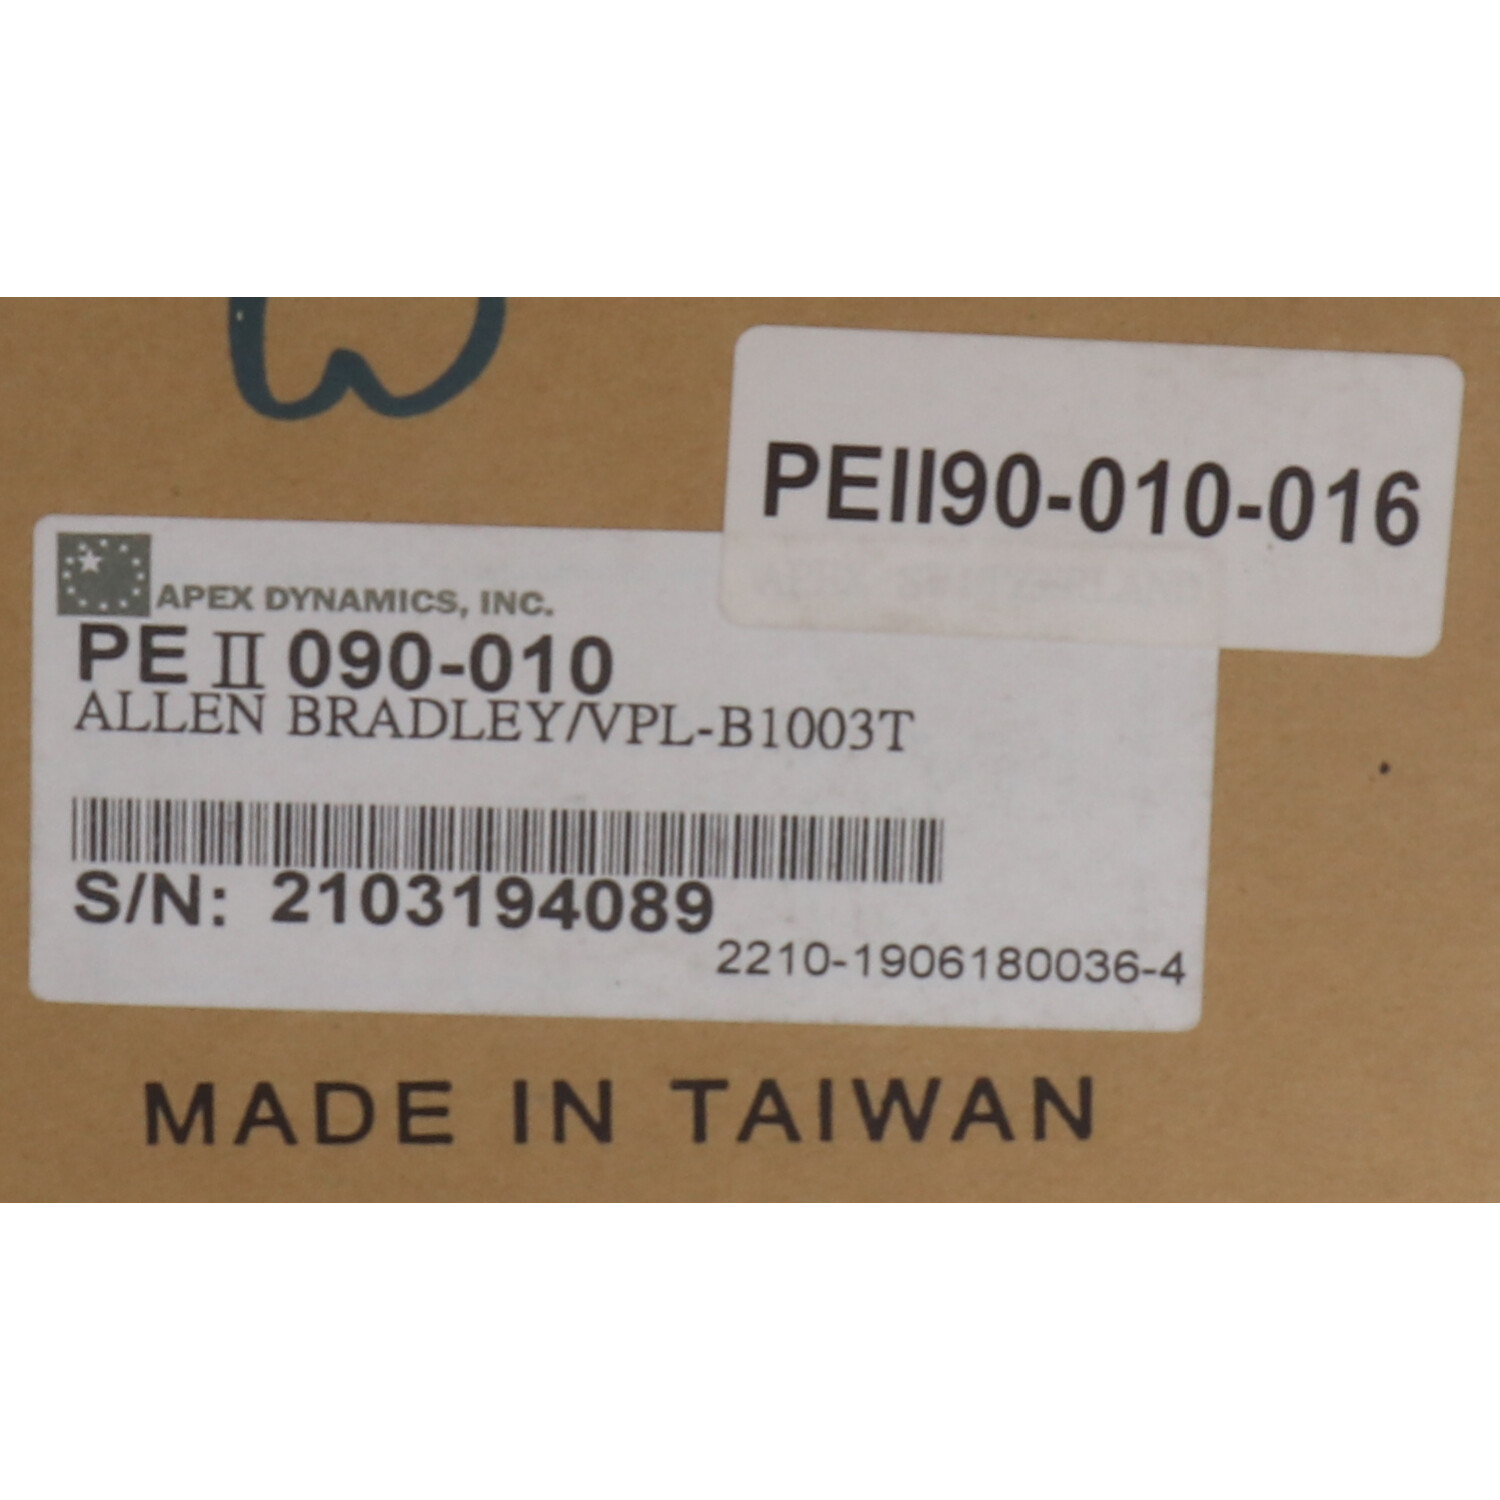 PEII90-010-016
APEX DYNAMICS, INC.
PE II 090-010
ALLEN BRADLEY/VPL-B1003T
S/N: 2103194089
2210-1906180036-4
MADE IN TAIWAN